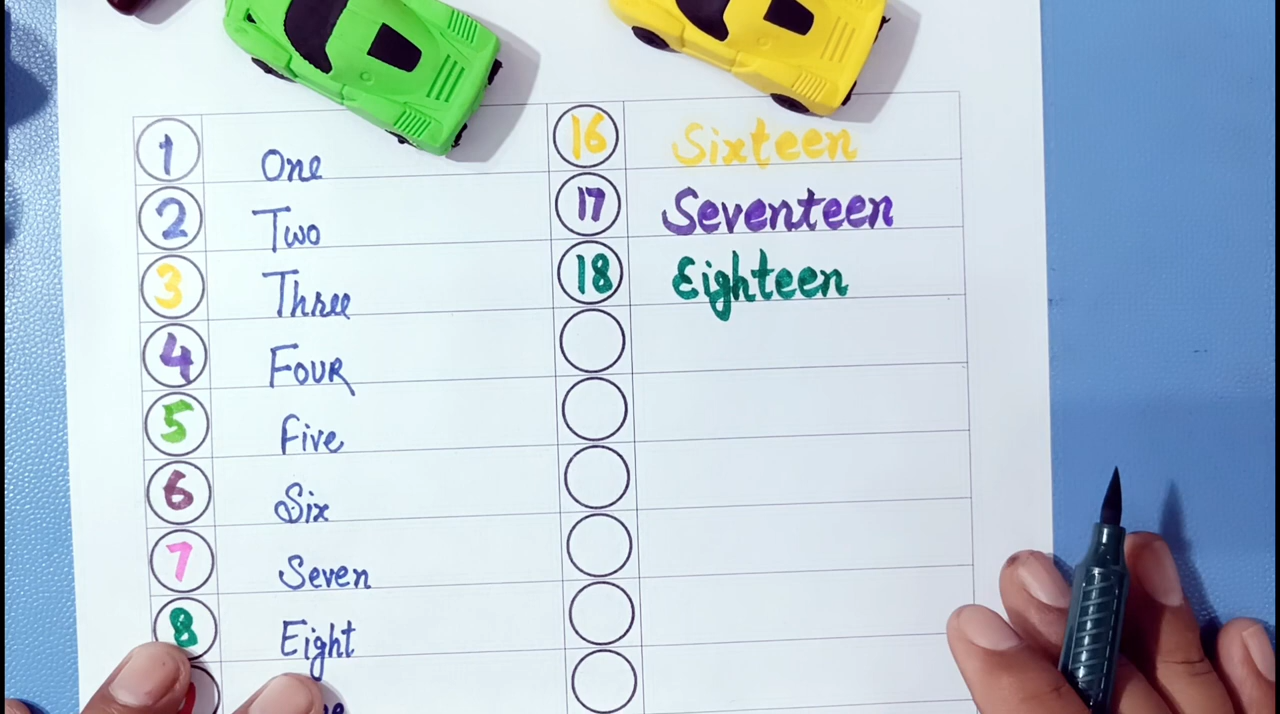 1 One
2 Two
3 Three
4 FOUR
5 Five
6 Six
7 Seven
8 Eight
16 Sixteen
17 Seventeen
18 Eighteen